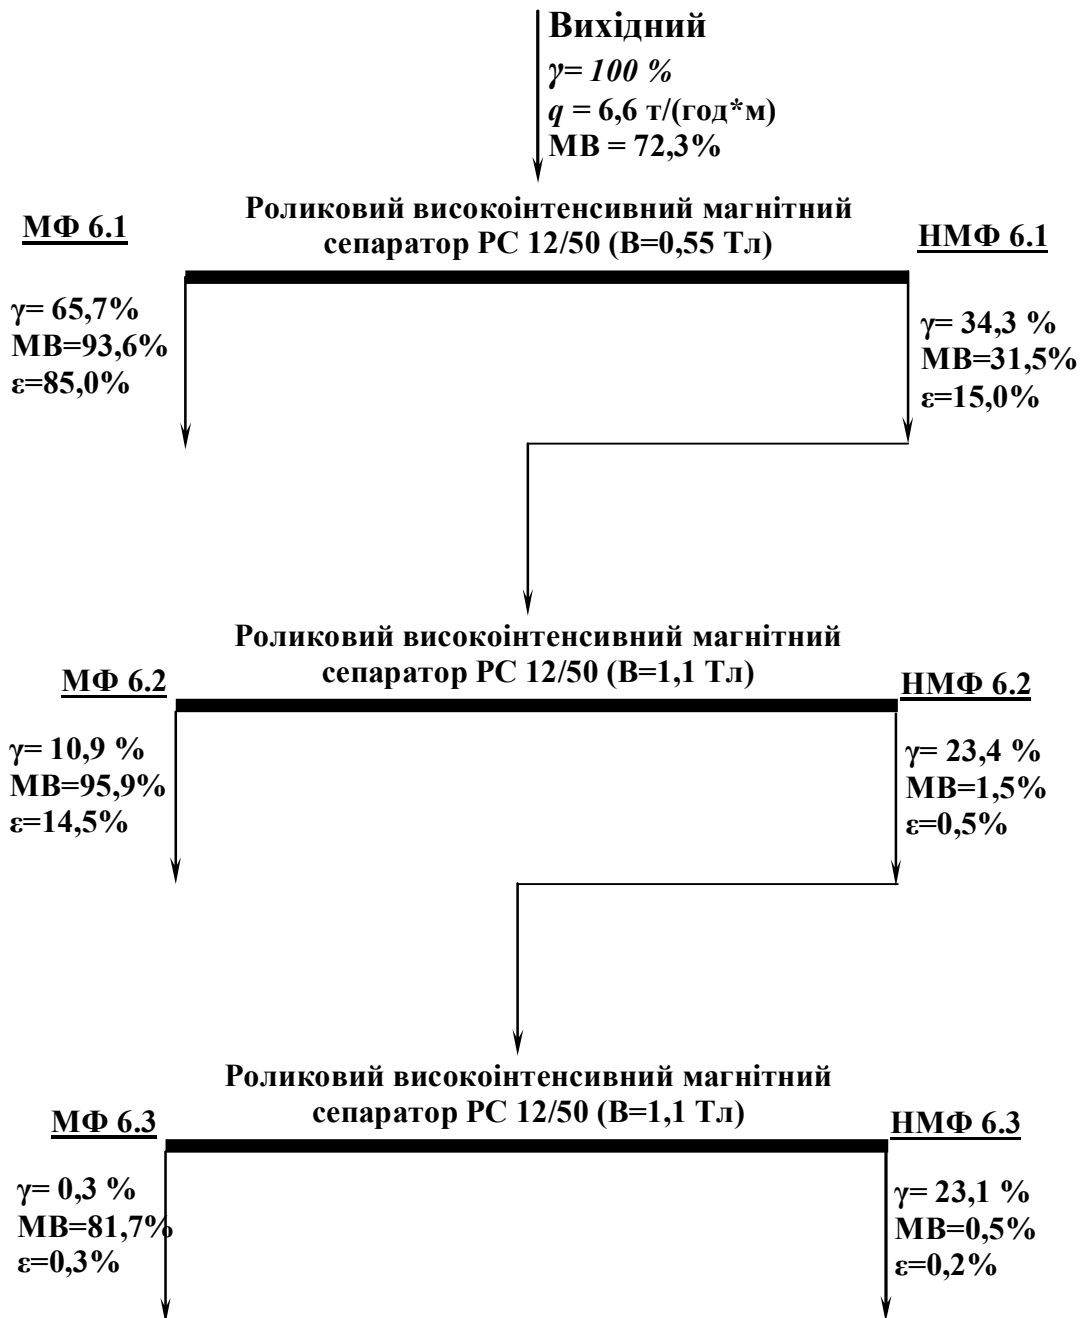 Вихідний
γ= 100 %
q = 6,6 т/(год*м)
МВ = 72,3%
Роликовий високоінтенсивний магнітний
сепаратор РС 12/50 (В=0,55 Тл)
МФ 6.1
НМФ 6.1
γ= 65,7%
МВ=93,6%
ε=85,0%
γ= 34,3 %
МВ=31,5%
ε=15,0%
Роликовий високоінтенсивний магнітний
сепаратор РС 12/50 (В=1,1 Тл)
МФ 6.2
НМФ 6.2
γ= 10,9 %
МВ=95,9%
ε=14,5%
γ= 23,4 %
МВ=1,5%
ε=0,5%
Роликовий високоінтенсивний магнітний
сепаратор РС 12/50 (В=1,1 Тл)
МФ 6.3
НМФ 6.3
γ= 0,3 %
МВ=81,7%
ε=0,3%
γ= 23,1 %
МВ=0,5%
ε=0,2%